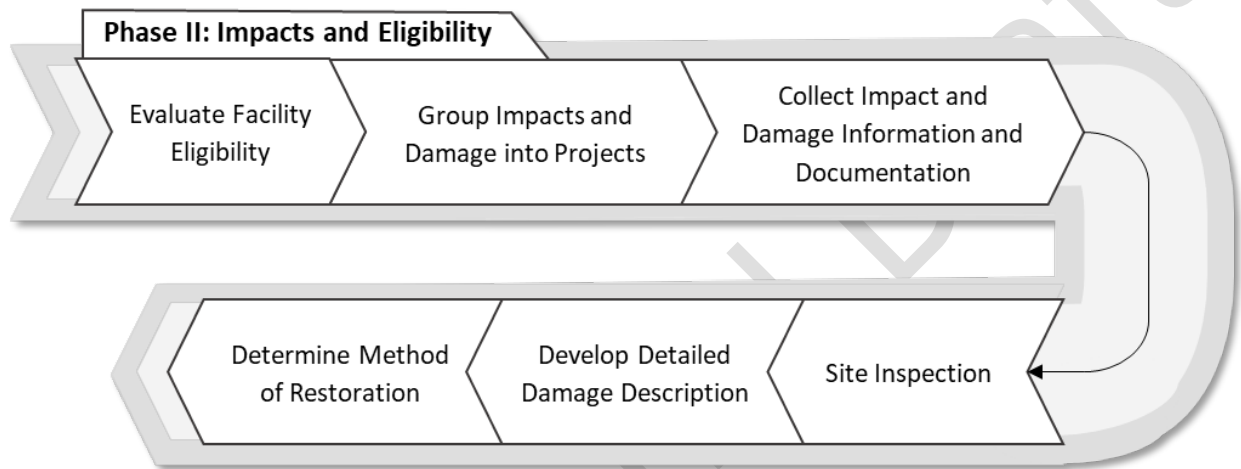 Phase II: Impacts and Eligibility
Evaluate Facility
Eligibility
Group Impacts and
Damage into Projects
Collect Impact and
Damage Information and
Documentation
Site Inspection
Develop Detailed
Damage Description
Determine Method
of Restoration